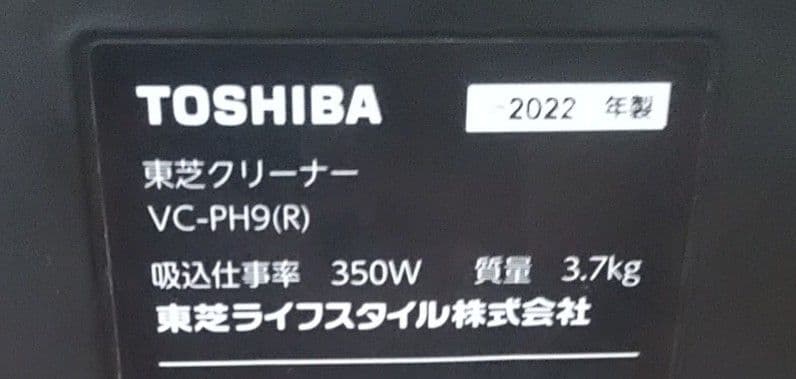 TOSHIBA 2022 年製
東芝クリーナー
VC-PH9(R)
吸込仕事率 350W 質量 3.7kg
東芝ライフスタイル株式会社